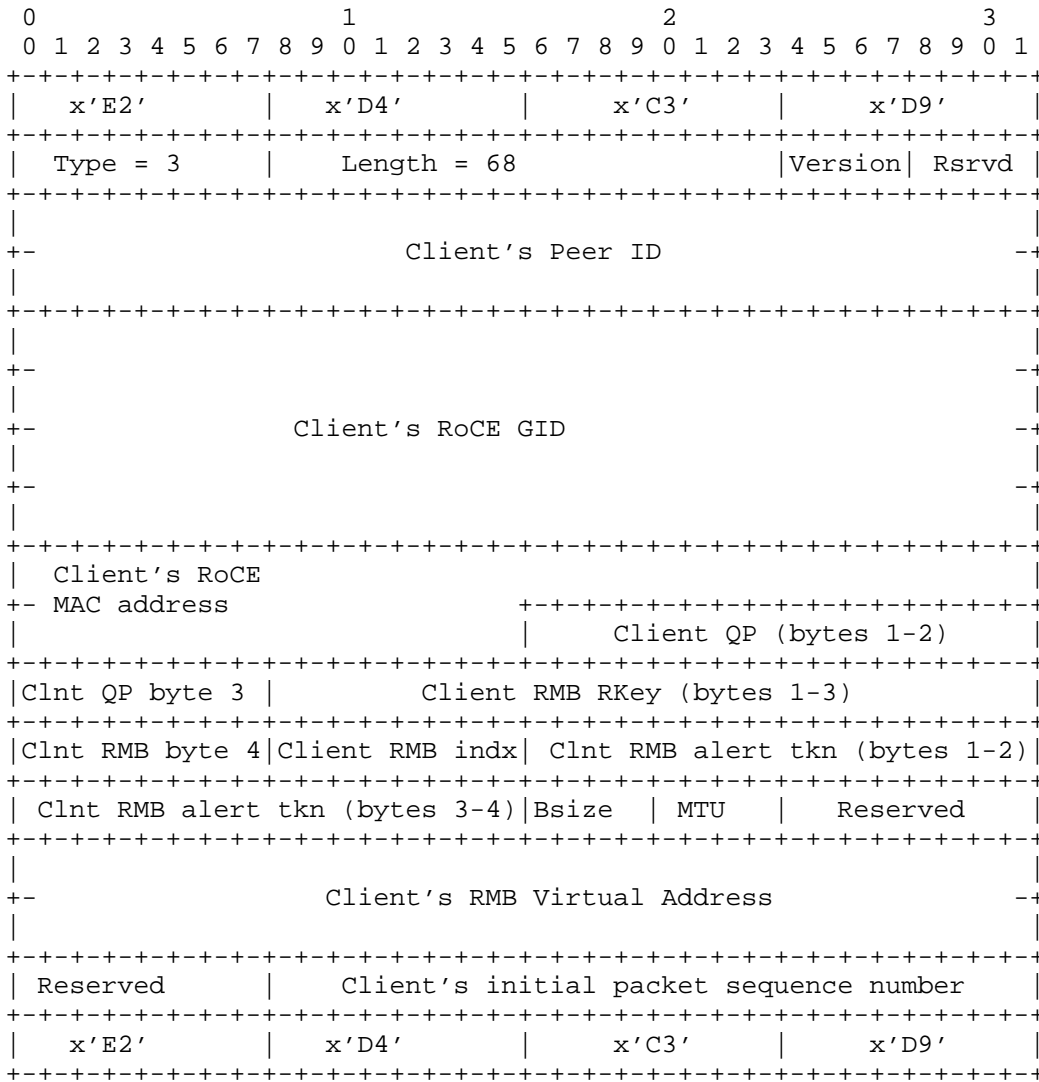 0 1 2 3
0 1 2 3 4 5 6 7 8 9 0 1 2 3 4 5 6 7 8 9 0 1 2 3 4 5 6 7 8 9 0 1
x'E2' x'D4' x'C3' x'D9'
Type = 3 Length = 68 Version Rsrvd
Client's Peer ID
Client's RoCE GID
Client's RoCE
MAC address
Client QP (bytes 1-2)
Clnt QP byte 3 Client RMB RKey (bytes 1-3)
Clnt RMB byte 4 Client RMB indx Clnt RMB alert tkn (bytes 1-2)
Clnt RMB alert tkn (bytes 3-4) Bsize MTU Reserved
Client's RMB Virtual Address
Reserved Client's initial packet sequence number
x'E2' x'D4' x'C3' x'D9'